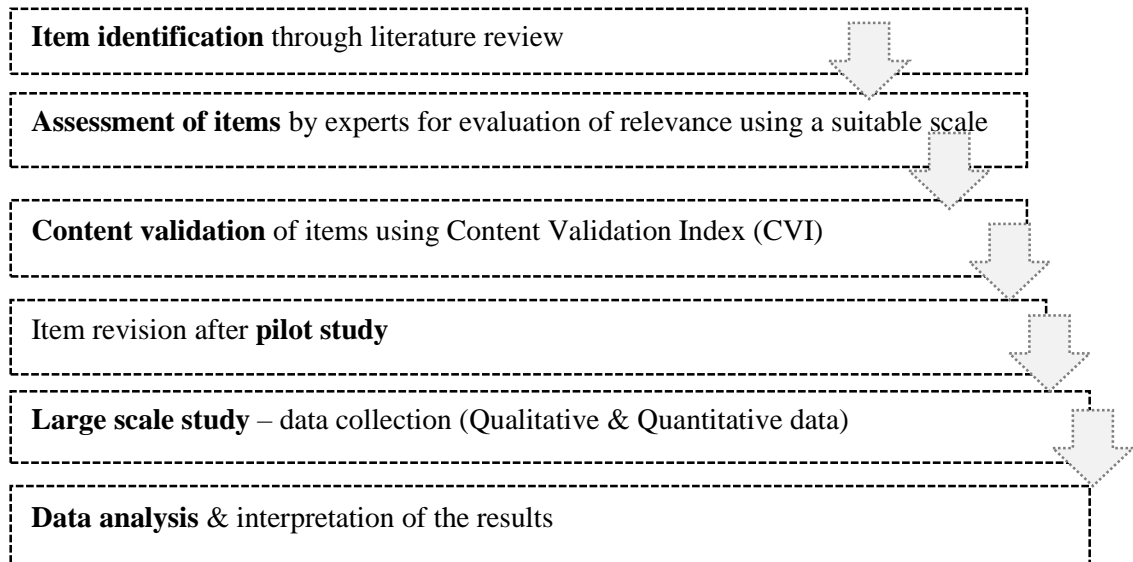 Item identification through literature review
Assessment of items by experts for evaluation of relevance using a suitable scale
Content validation of items using Content Validation Index (CVI)
Item revision after pilot study
Large scale study – data collection (Qualitative & Quantitative data)
Data analysis & interpretation of the results